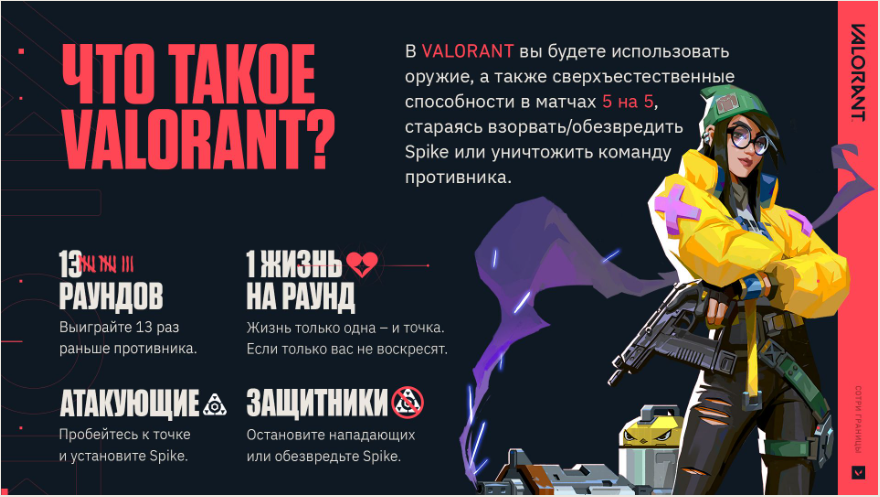 ЧТО ТАКОЕ
VALORANT?
В VALORANT вы будете использовать
оружие, а также сверхъестественные
способности в матчах 5 на 5,
стараясь взорвать/обезвредить
Spike или уничтожить команду
противника.
13
РАУНДОВ
Выиграйте 13 раз
раньше противника.
1 ЖИЗНЬ
НА РАУНД
Жизнь только одна – и точка.
Если только вас не воскресят.
АТАКУЮЩИЕ
Пробейтесь к точке
и установите Spike.
ЗАЩИТНИКИ
Остановите нападающих
или обезвредьте Spike.
VALORANT
СОТРИ ГРАНИЦЫ